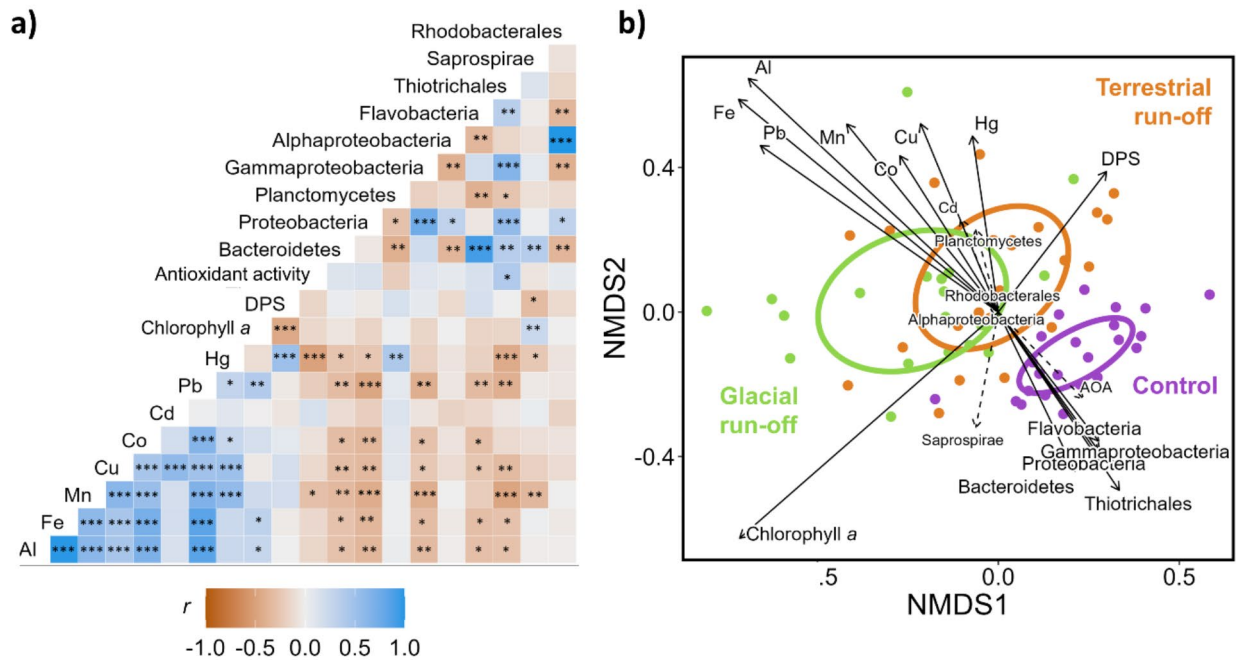 a)
Rhodobacterales
Saprospirae
Thiotrichales
Flavobacteria ** **
Alphaproteobacteria ** ***
Gammaproteobacteria ** *** **
Planctomycetes ** *
Proteobacteria * *** * *** *
Bacteroidetes ** ** *** ** ** **
Antioxidant activity *
DPS *
Chlorophyll a *** **
Hg *** *** * * ** *** *
Pb * ** ** *** ** ** **
Cd
Co *** * * ** * *
Cu *** *** *** *** ** ** * * **
Mn *** *** *** *** * ** *** *** *** **
Fe *** *** *** *** * * ** * * *
Al *** *** *** *** *** * * ** ** * *
r
-1.0 -0.5 0.0 0.5 1.0
b)
Terrestrial
run-off
Glacial
run-off
Control
Al
Fe
Pb
Mn
Cu
Co
Hg
Cd
DPS
Planctomycetes
Rhodobacterales
Alphaproteobacteria
AOA
Saprospirae
Flavobacteria
Gammaproteobacteria
Proteobacteria
Bacteroidetes
Thiotrichales
Chlorophyll a
0.4
0.0
-0.4
NMDS2
.5 0.0 0.5
NMDS1